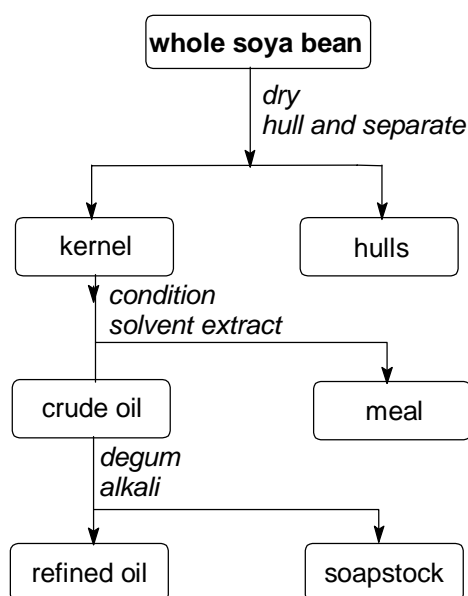 whole soya bean
dry
hull and separate
kernel
hulls
condition
solvent extract
crude oil
meal
degum
alkali
refined oil
soapstock